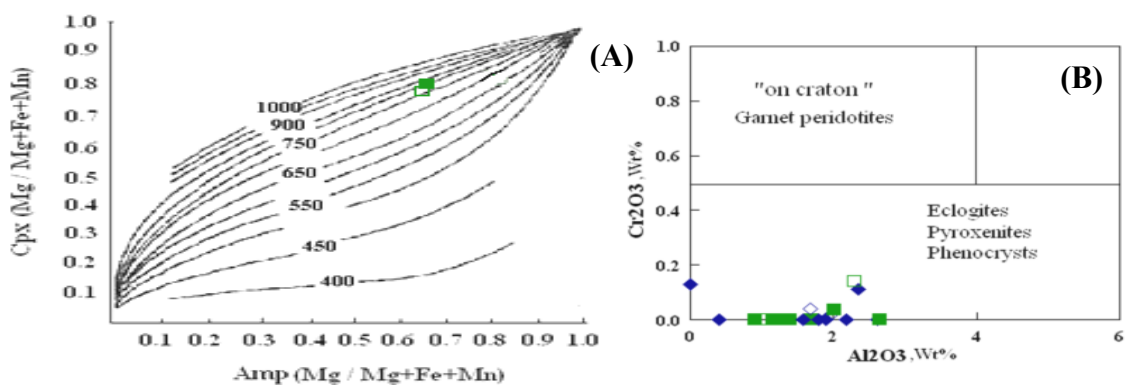 (A)
Cpx (Mg / Mg+Fe+Mn)
1.0
0.9
0.8
0.7
0.6
0.5
0.4
0.3
0.2
0.1
1000
900
750
650
550
450
400
0.1 0.2 0.3 0.4 0.5 0.6 0.7 0.8 0.9 1.0
Amp (Mg / Mg+Fe+Mn)
(B)
Cr2O3,Wt%
1.0
0.8
0.6
0.4
0.2
0.0
"on craton "
Garnet peridotites
Eclogites
Pyroxenites
Phenocrysts
0 2 4 6
Al2O3 ,Wt%